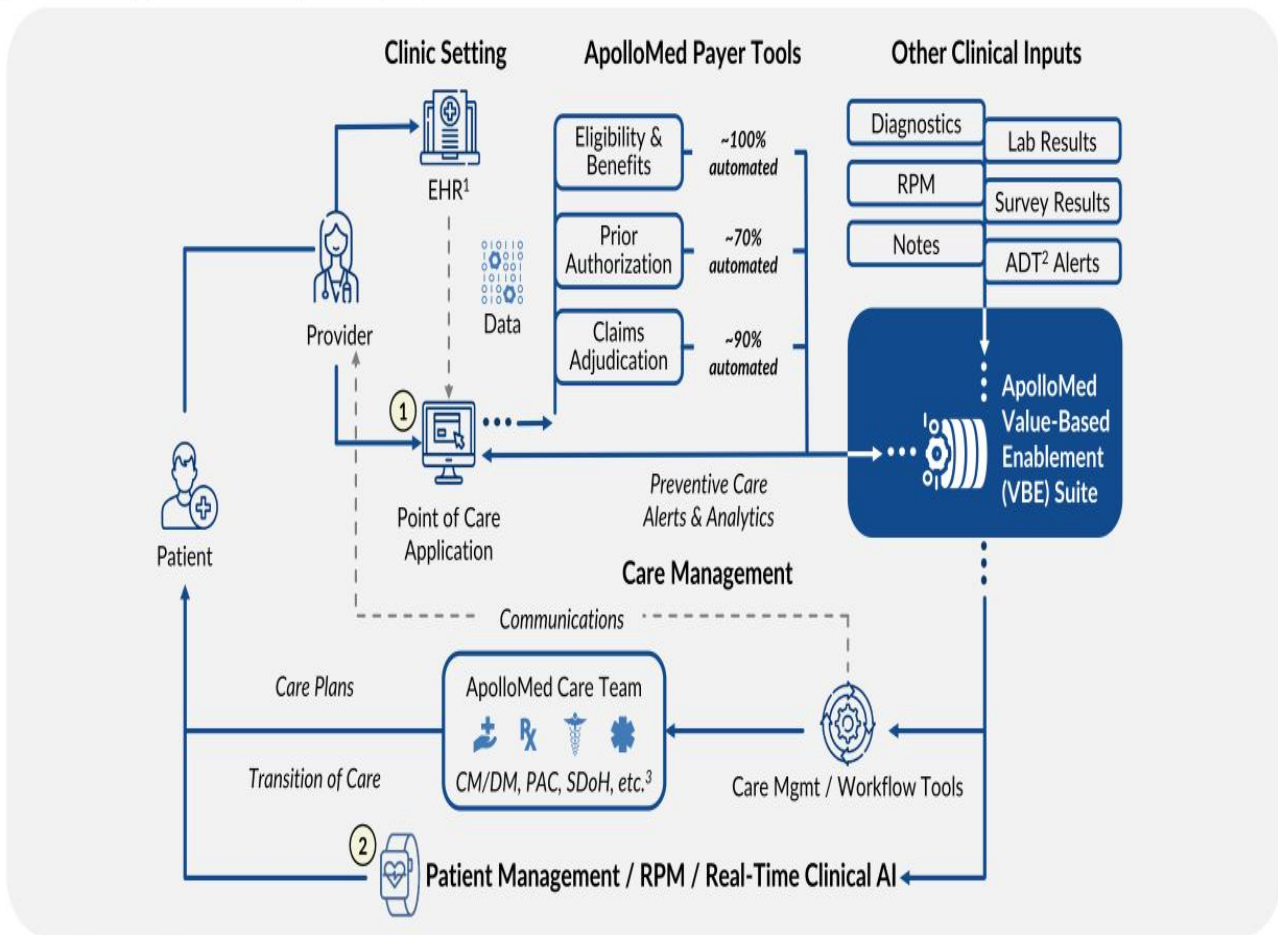 Clinic Setting
ApolloMed Payer Tools
Other Clinical Inputs
EHR¹
Provider
Patient
Data
1
Point of Care
Application
Eligibility &
Benefits
~100%
automated
Prior
Authorization
~70%
automated
Claims
Adjudication
~90%
automated
Diagnostics
Lab Results
RPM
Survey Results
Notes
ADT² Alerts
ApolloMed
Value-Based
Enablement
(VBE) Suite
Preventive Care
Alerts & Analytics
Care Management
Communications
Care Plans
Transition of Care
ApolloMed Care Team
CM/DM, PAC, SDoH, etc.³
Care Mgmt / Workflow Tools
2
Patient Management / RPM / Real-Time Clinical AI